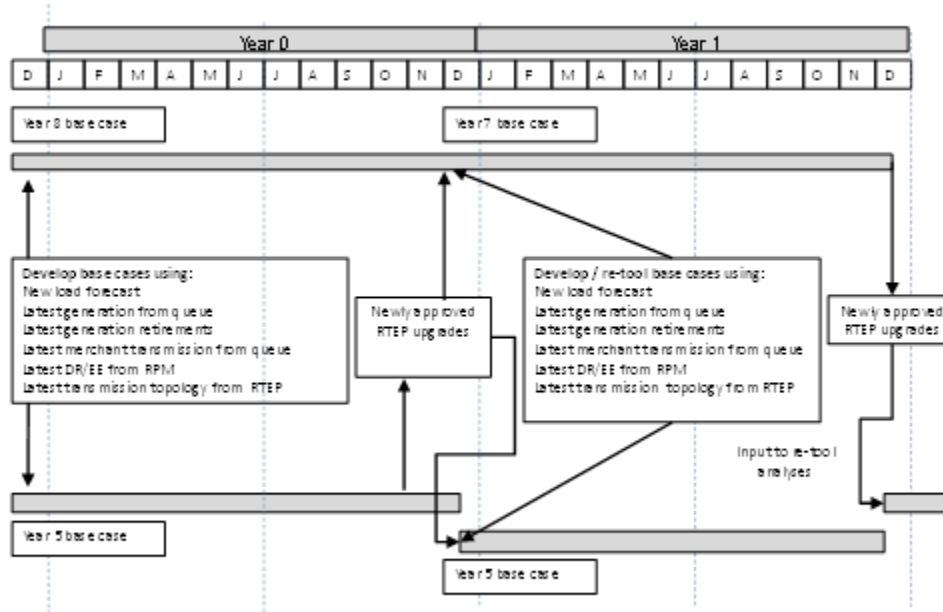 Year 0 Year 1
D J F M A M J J A S O N D J F M A M J J A S O N D
Year 8 base case
Year 7 base case
Develop base cases using:
New load forecast
Latest generation from queue
Latest generation retirements
Latest merchant transmission from queue
Latest DR/EE from RPM
Latest transmission topology from RTEP
Newly approved
RTEP upgrades
Develop / re-tool base cases using:
New load forecast
Latest generation from queue
Latest generation retirements
Latest merchant transmission from queue
Latest DR/EE from RPM
Latest transmission topology from RTEP
Newly approved
RTEP upgrades
Input to re-tool
analyses
Year 5 base case
Year 5 base case